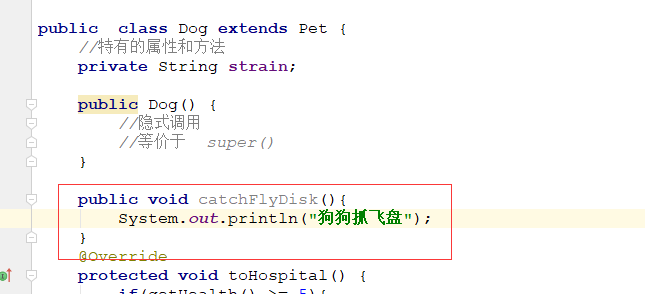 public  class Dog extends Pet {
    //特有的属性和方法
    private String strain;

    public Dog() {
        //隐式调用
        //等价于  super()
    }

    public void catchFlyDisk(){
        System.out.println("狗狗抓飞盘");
    }
    @Override
    protected void toHospital() {
        if(getHealth() >= 5){